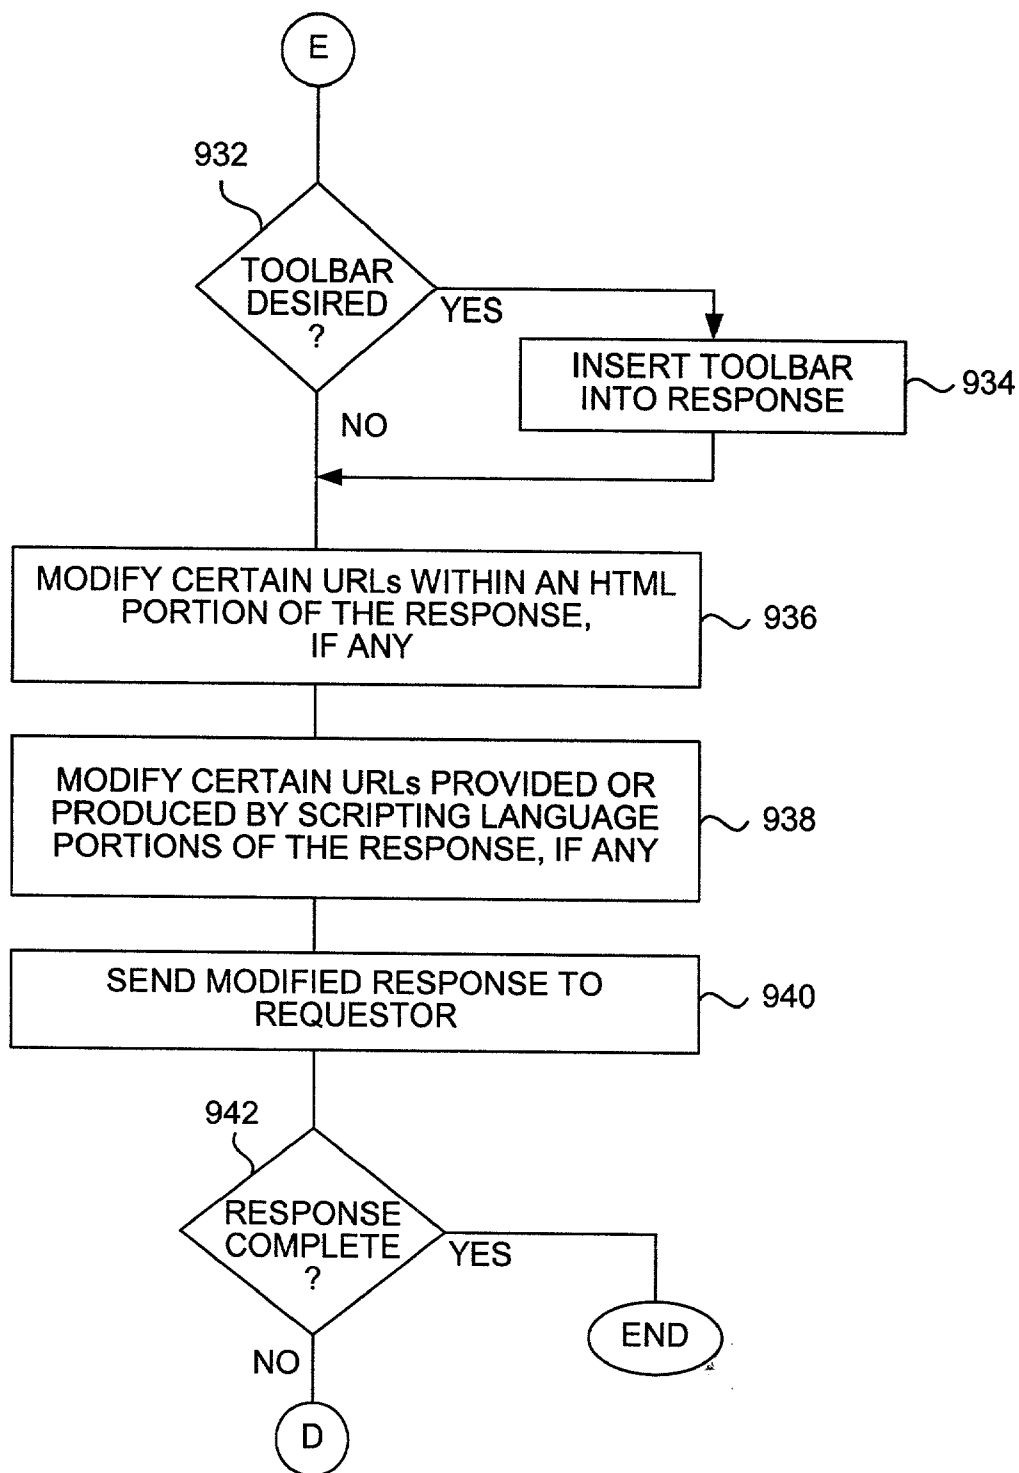 E
932
TOOLBAR
DESIRED
?
YES
INSERT TOOLBAR
INTO RESPONSE
934
NO
MODIFY CERTAIN URLs WITHIN AN HTML
PORTION OF THE RESPONSE,
IF ANY
936
MODIFY CERTAIN URLs PROVIDED OR
PRODUCED BY SCRIPTING LANGUAGE
PORTIONS OF THE RESPONSE, IF ANY
938
SEND MODIFIED RESPONSE TO
REQUESTOR
940
942
RESPONSE
COMPLETE
?
YES
END
NO
D